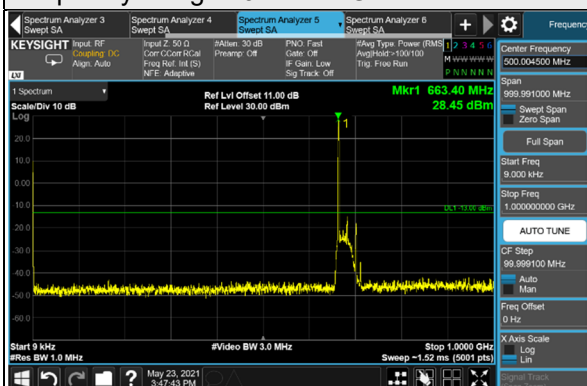 Spectrum Analyzer 3 Spectrum Analyzer 4 Spectrum Analyzer 5 Spectrum Analyzer 6 Frequency
Swept SA Swept SA Swept SA Swept SA
KEYSIGHT Input: RF Input Z: 50 Ω #Atten: 30 dB PNO: Fast #Avg Type: Power (RMS 1 2 3 4 5 6
Coupling: DC Corr CCorr RCal Preamp: Off Gate: Off Avg|Hold:>100/100 M W W W W W
Align: Auto Freq Ref: Int (S) IF Gain: Low Trig: Free Run
NFE: Adaptive Sig Track: Off P N N N N N
LXI
1 Spectrum
Scale/Div 10 dB
Ref Lvl Offset 11.00 dB
Ref Level 30.00 dBm
Mkr1 663.40 MHz
28.45 dBm
Log
1
20.0
10.0
0.00
-10.0
DL1 -13.00 dBm
-20.0
-30.0
-40.0
-50.0
-60.0
Start 9 kHz #Video BW 3.0 MHz Stop 1.0000 GHz
#Res BW 1.0 MHz Sweep ~1.52 ms (5001 pts)
May 23, 2021
3:47:43 PM
Center Frequency
500.004500 MHz
Span
999.991000 MHz
Swept Span
Zero Span
Full Span
Start Freq
9.000 kHz
Stop Freq
1.000000000 GHz
AUTO TUNE
CF Step
99.999100 MHz
Auto
Man
Freq Offset
0 Hz
X Axis Scale
Log
Lin
Signal Track